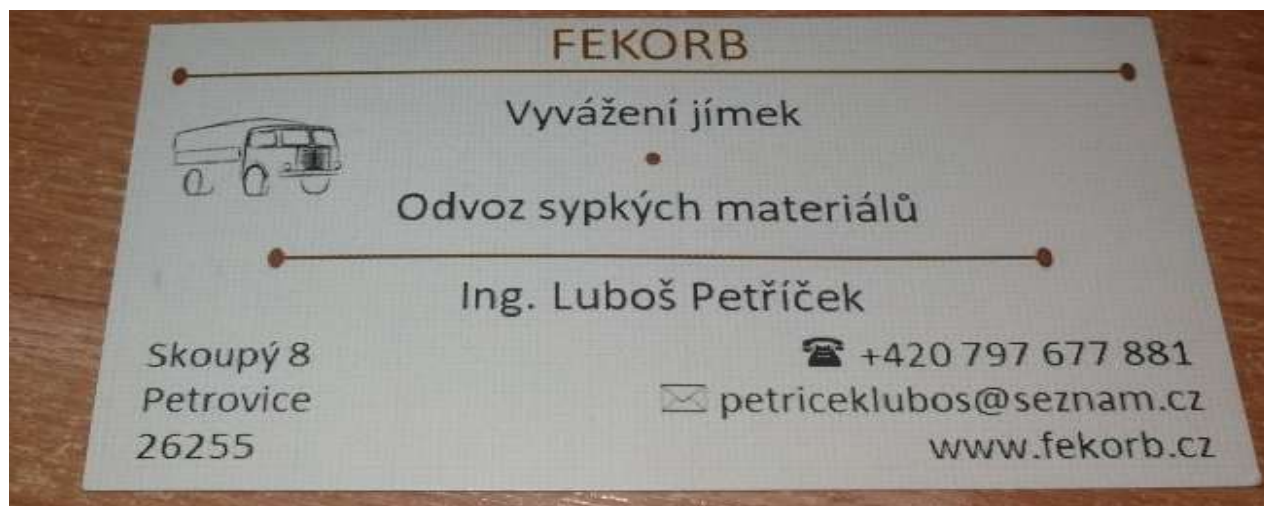 FEKORB
Vyvážení jímek
Odvoz sypkých materiálů
Ing. Luboš Petříček
Skoupý 8
Petrovice
26255
+420 797 677 881
petriceklubos@seznam.cz
www.fekorb.cz